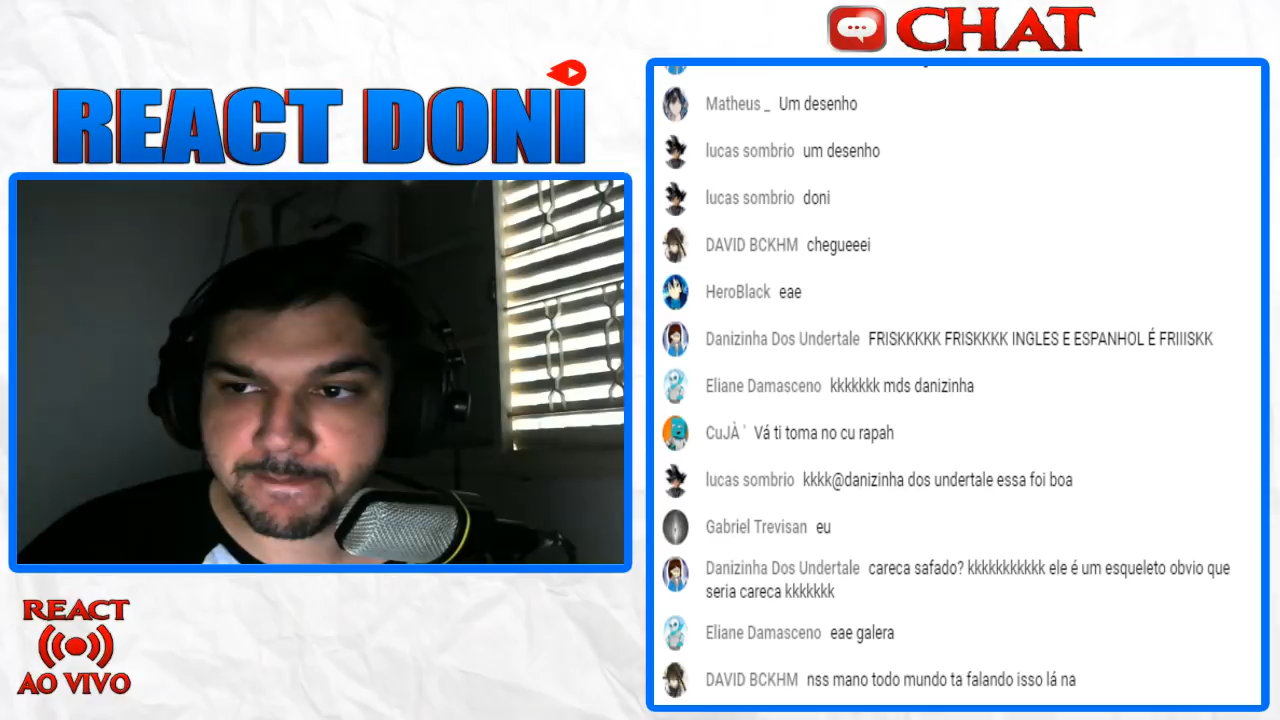 CHAT
REACT DONI
Matheus _ Um desenho
lucas sombrio um desenho
lucas sombrio doni
DAVID BCKHM chegueeei
HeroBlack eae
Danizinha Dos Undertale FRISKKKKK FRISKKKK INGLES E ESPANHOL É FRIIISKK
Eliane Damasceno kkkkkkk mds danizinha
CuJÀ ' Vá ti toma no cu rapah
lucas sombrio kkkk@danizinha dos undertale essa foi boa
Gabriel Trevisan eu
Danizinha Dos Undertale careca safado? kkkkkkkkkkk ele é um esqueleto obvio que
seria careca kkkkkkk
Eliane Damasceno eae galera
DAVID BCKHM nss mano todo mundo ta falando isso lá na
REACT
AO VIVO